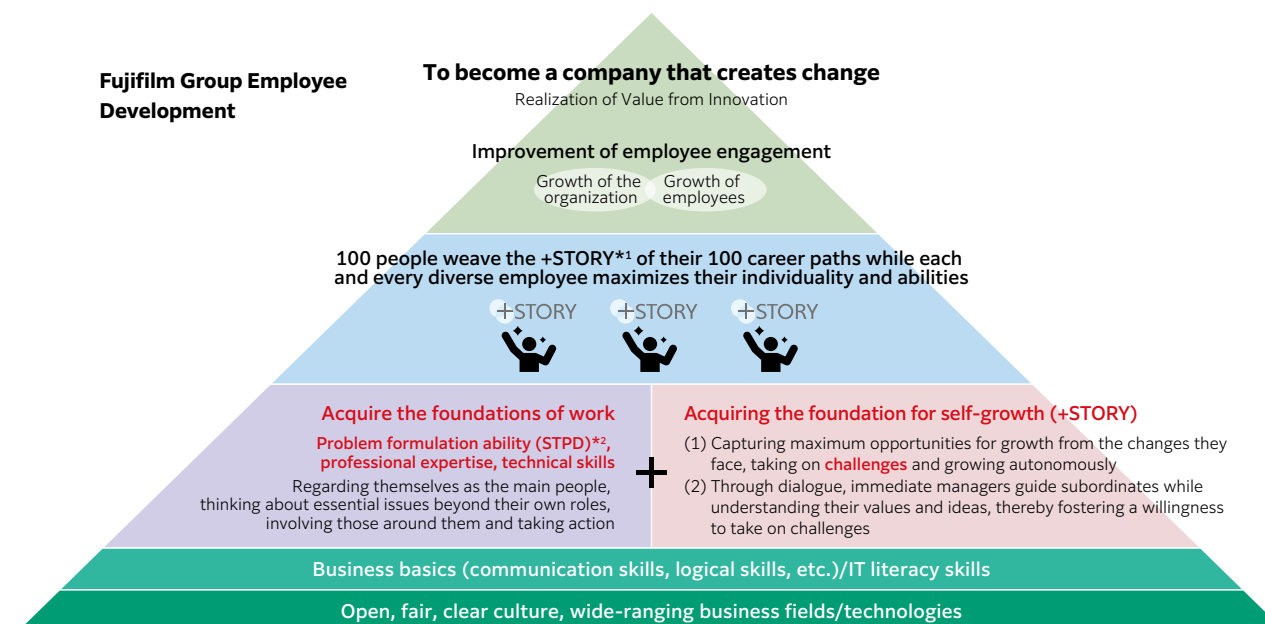 Fujifilm Group Employee
Development
To become a company that creates change
Realization of Value from Innovation
Improvement of employee engagement
Growth of the
organization
Growth of
employees
100 people weave the +STORY*1 of their 100 career paths while each
and every diverse employee maximizes their individuality and abilities
+STORY
+STORY
+STORY
Acquire the foundations of work
Problem formulation ability (STPD)*2,
professional expertise, technical skills
Regarding themselves as the main people,
thinking about essential issues beyond their own roles,
involving those around them and taking action
+
Acquiring the foundation for self-growth (+STORY)
(1) Capturing maximum opportunities for growth from the changes they
face, taking on challenges and growing autonomously
(2) Through dialogue, immediate managers guide subordinates while
understanding their values and ideas, thereby fostering a willingness
to take on challenges
Business basics (communication skills, logical skills, etc.)/IT literacy skills
Open, fair, clear culture, wide-ranging business fields/technologies